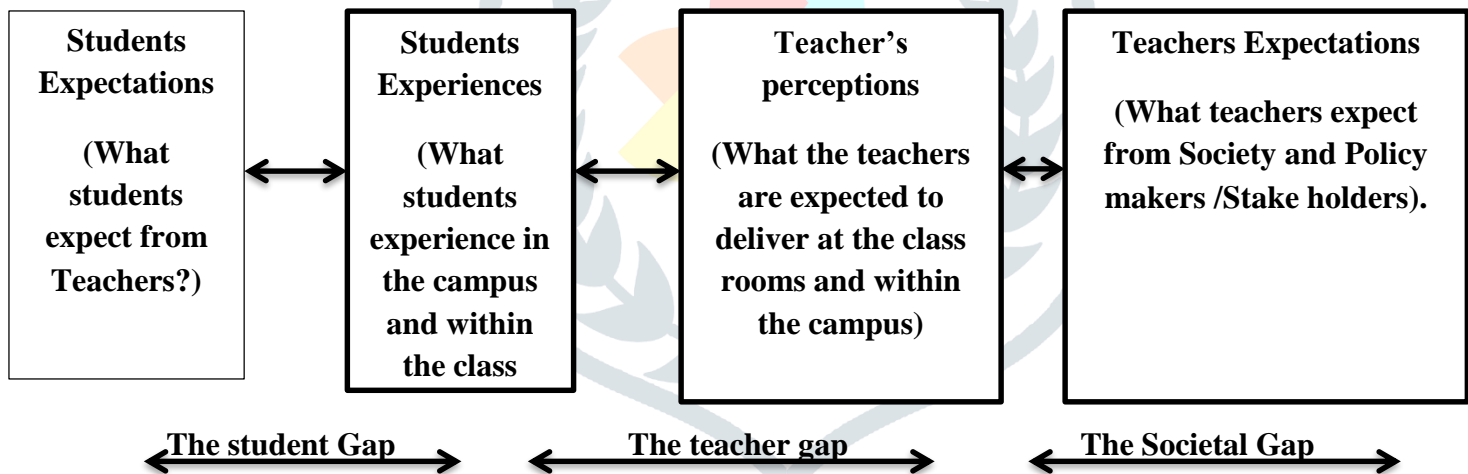 Students
Expectations
(What
students
expect from
Teachers?)
Students
Experiences
(What
students
experience in
the campus
and within
the class
Teacher’s
perceptions
(What the teachers
are expected to
deliver at the class
rooms and within
the campus)
Teachers Expectations
(What teachers expect
from Society and Policy
makers /Stake holders).
The student Gap
The teacher gap
The Societal Gap